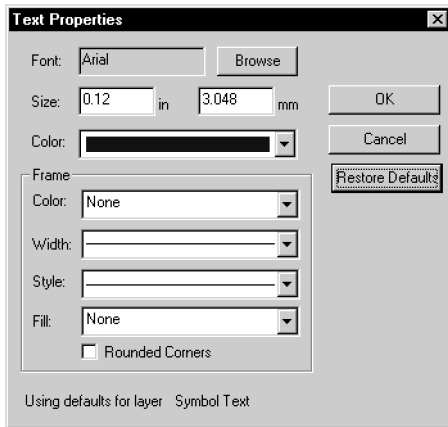 Text Properties
Font: Arial Browse
Size: 0.12 in 3.048 mm OK
Color: Cancel
Restore Defaults
Frame
Color: None
Width:
Style:
Fill: None
Rounded Corners
Using defaults for layer Symbol Text